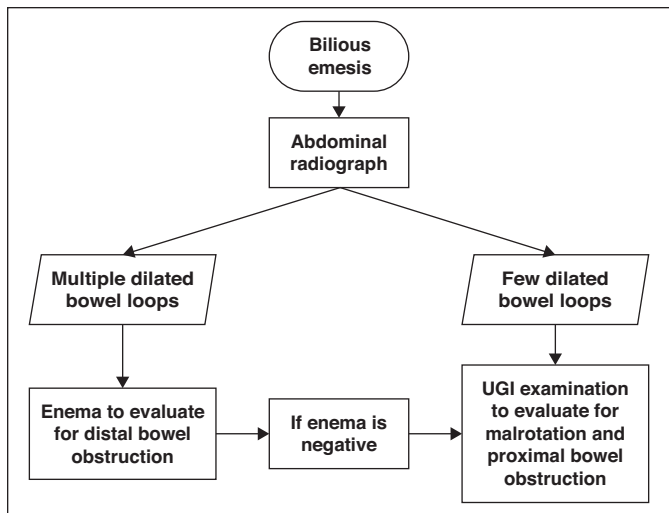 Bilious
emesis
Abdominal
radiograph
Multiple dilated
bowel loops
Few dilated
bowel loops
Enema to evaluate
for distal bowel
obstruction
If enema is
negative
UGI examination
to evaluate for
malrotation and
proximal bowel
obstruction